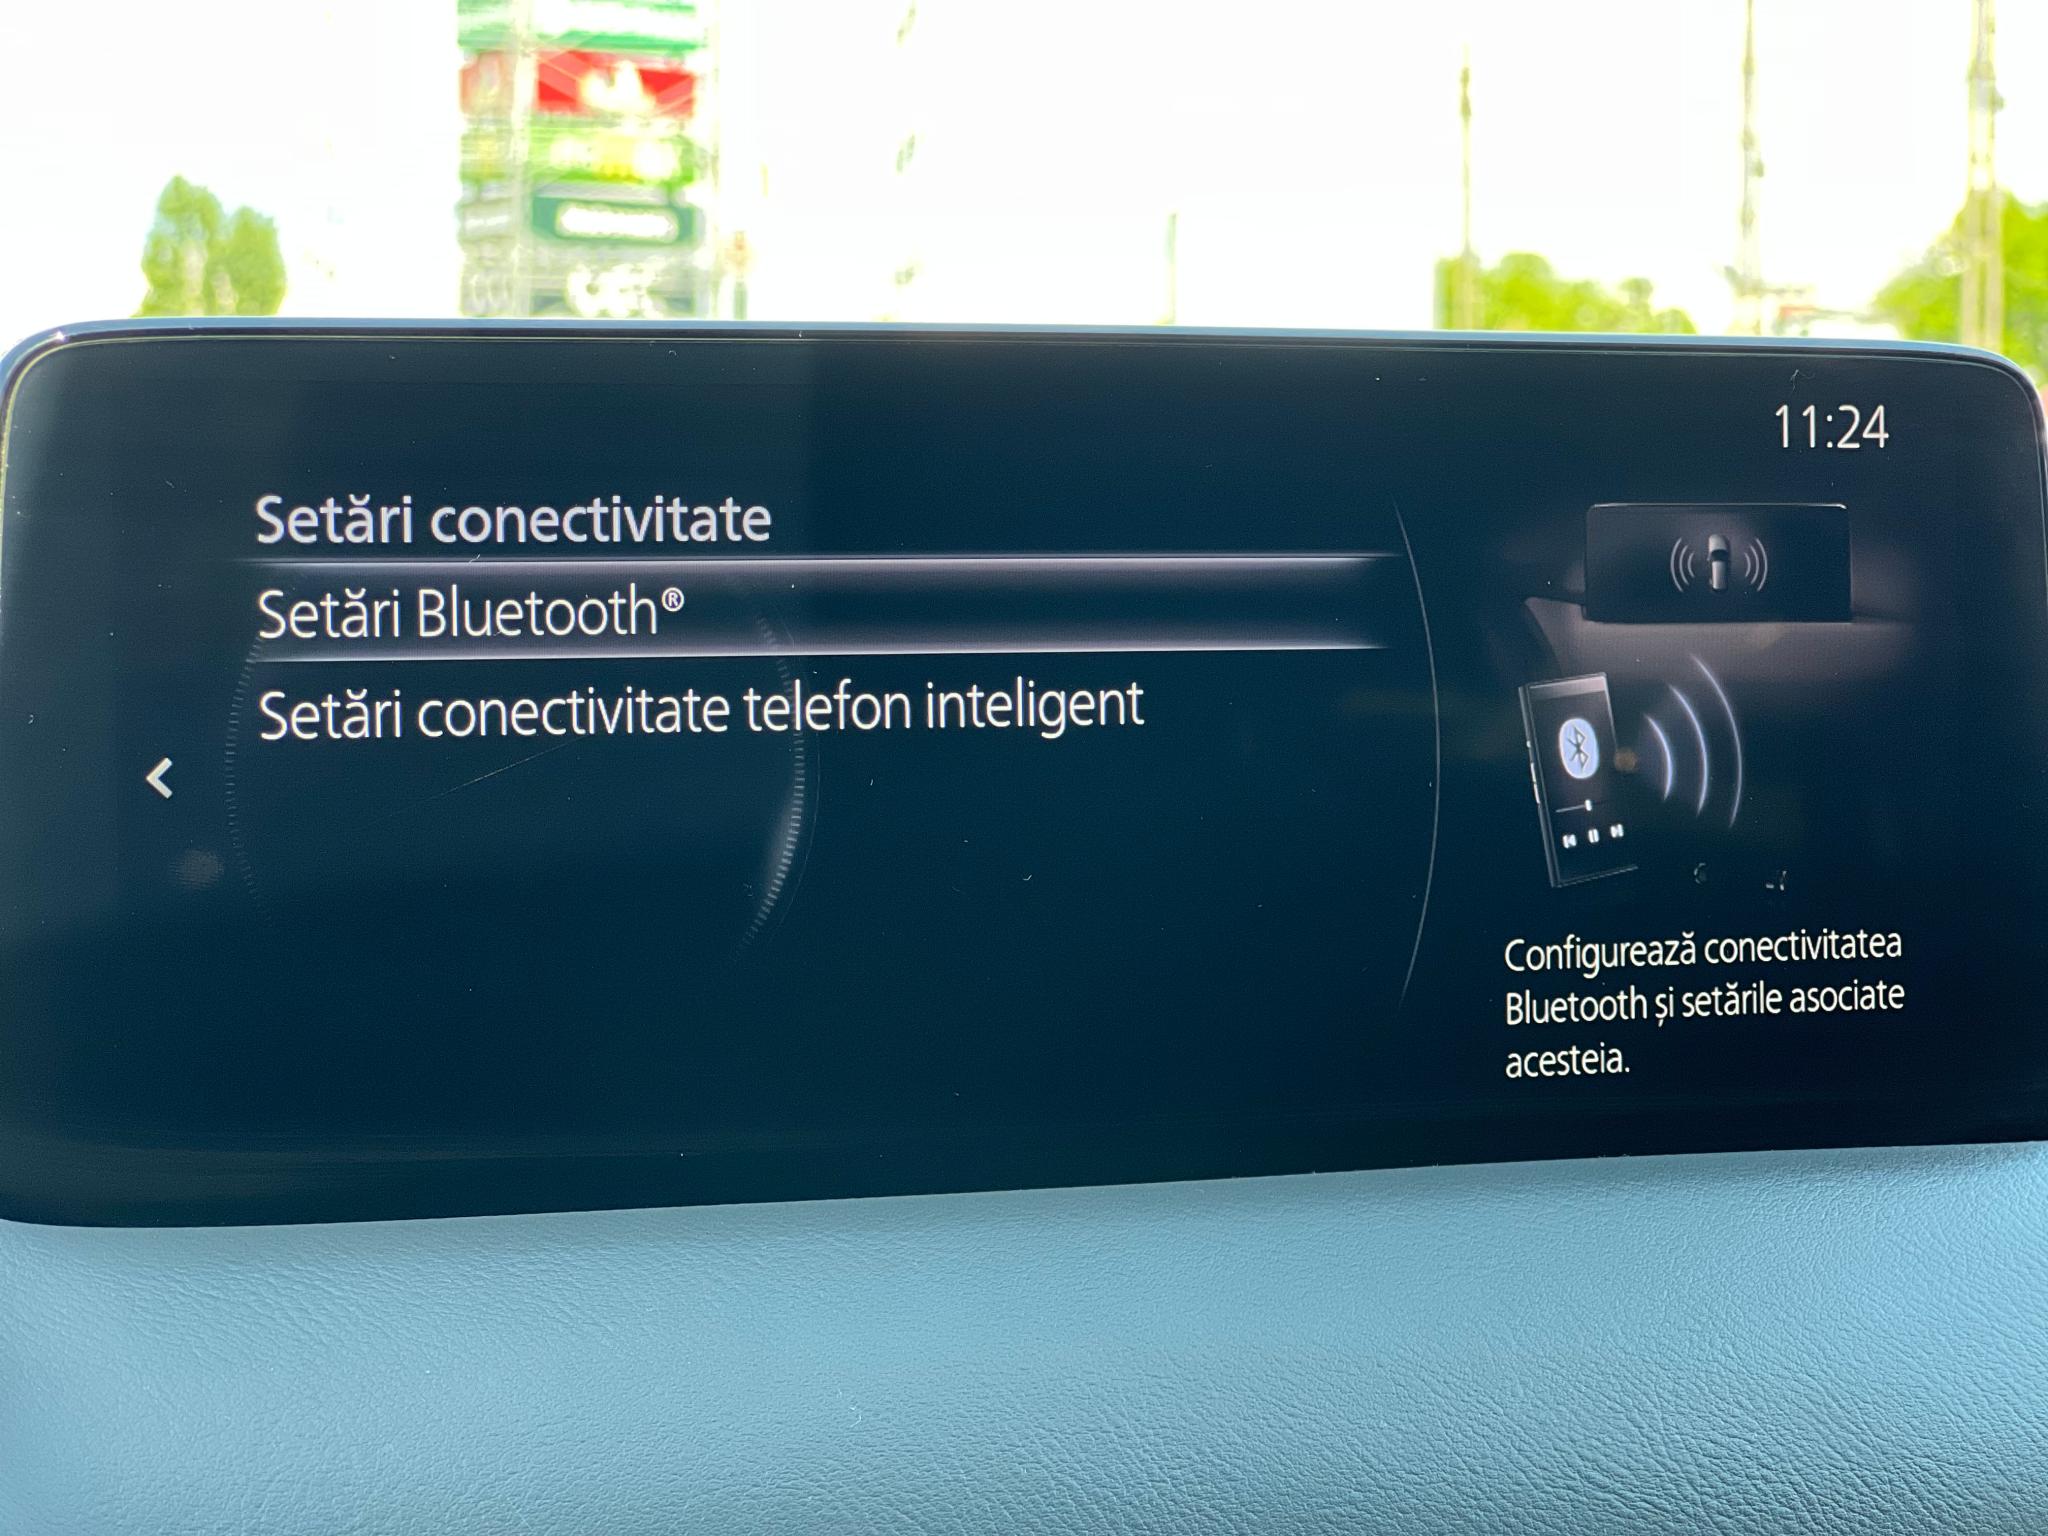 11:24
Setări conectivitate
Setări Bluetooth®
Setări conectivitate telefon inteligent
Configurează conectivitatea
Bluetooth și setările asociate
acesteia.